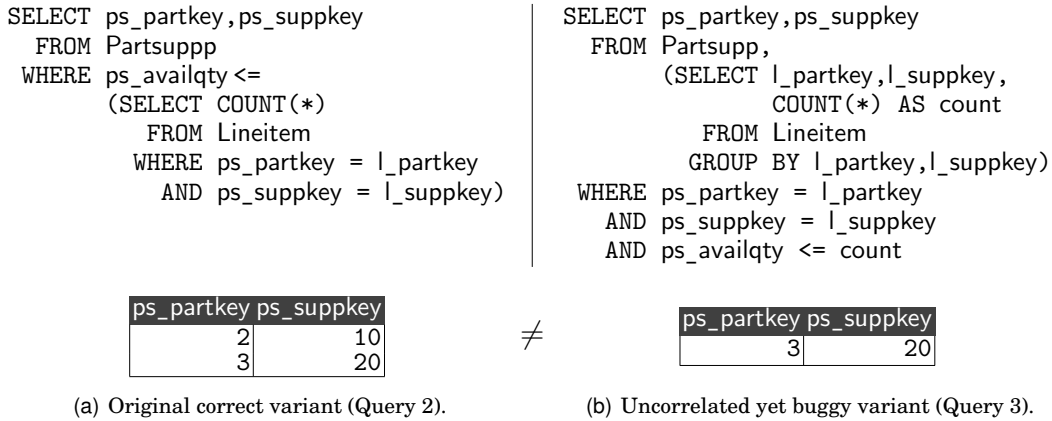 SELECT ps_partkey,ps_suppkey
FROM Partsuppp
WHERE ps_availqty <=
(SELECT COUNT(*)
FROM Lineitem
WHERE ps_partkey = l_partkey
AND ps_suppkey = l_suppkey)
SELECT ps_partkey,ps_suppkey
FROM Partsupp,
(SELECT l_partkey,l_suppkey,
COUNT(*) AS count
FROM Lineitem
GROUP BY l_partkey,l_suppkey)
WHERE ps_partkey = l_partkey
AND ps_suppkey = l_suppkey
AND ps_availqty <= count
ps_partkey ps_suppkey
2 10
3 20
≠
ps_partkey ps_suppkey
3 20
(a) Original correct variant (Query 2).
(b) Uncorrelated yet buggy variant (Query 3).